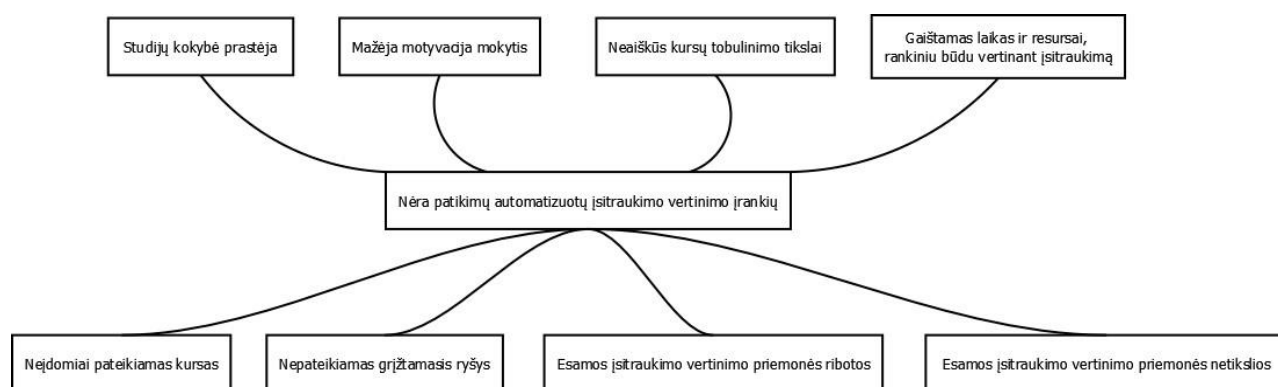 Studijų kokybė prastėja
Mažėja motyvacija mokytis
Neaiškūs kursų tobulinimo tikslai
Gaištamas laikas ir resursai,
rankiniu būdu vertinant įsitraukimą
Nėra patikimų automatizuotų įsitraukimo vertinimo įrankių
Neįdomiai pateikiamas kursas
Nepateikiamas grįžtamasis ryšys
Esamos įsitraukimo vertinimo priemonės ribotos
Esamos įsitraukimo vertinimo priemonės netikslios